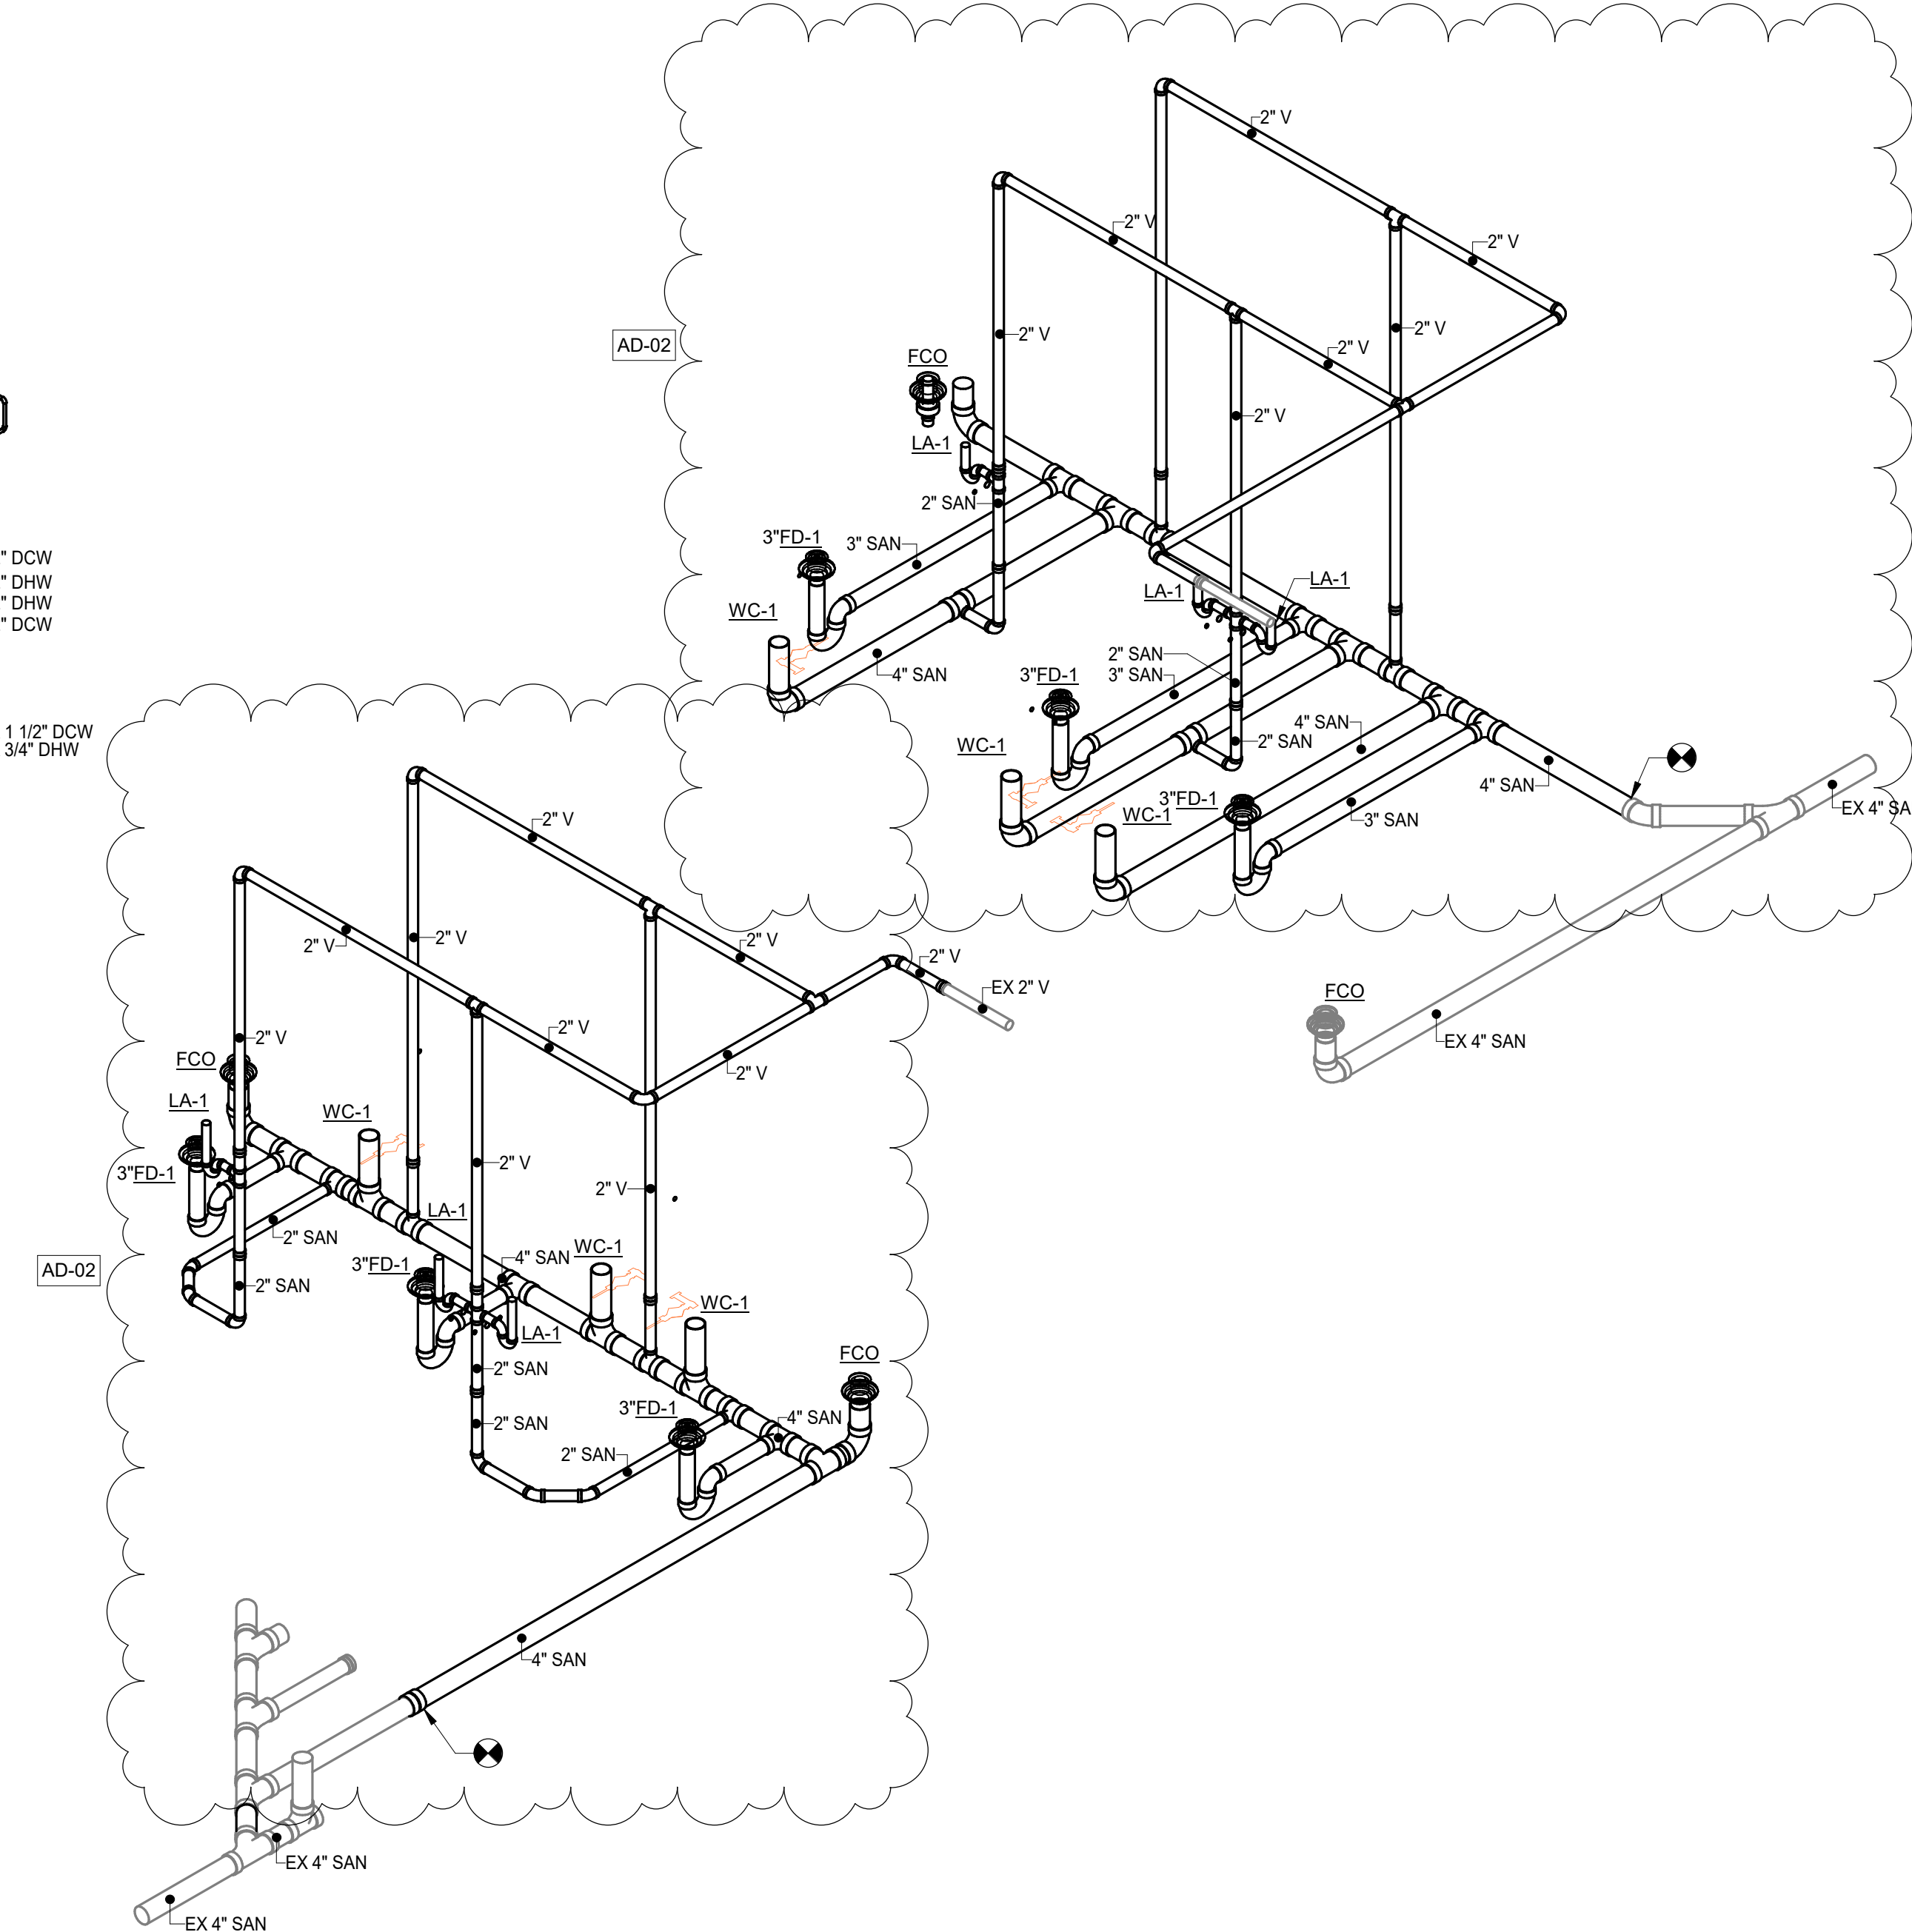 2" V
2" V
2" V
2" V
2" V
AD-02
2" V
2" V
FCO
2" V
LA-1
2" SAN
3"FD-1
3" SAN
" DCW
" DHW
" DHW
" DCW
WC-1
LA-1
LA-1
2" SAN
3" SAN
4" SAN
3"FD-1
4" SAN
2" SAN
WC-1
1 1/2" DCW
3/4" DHW
4" SAN
3"FD-1
WC-1
3" SAN
EX 4" SA
2" V
2" V
2" V
2" V
2" V
EX 2" V
FCO
2" V
2" V
EX 4" SAN
FCO
2" V
LA-1
WC-1
2" V
3"FD-1
2" V
LA-1
2" SAN
WC-1
4" SAN
3"FD-1
AD-02
2" SAN
WC-1
LA-1
FCO
2" SAN
3"FD-1
4" SAN
2" SAN
2" SAN
4" SAN
EX 4" SAN
EX 4" SAN